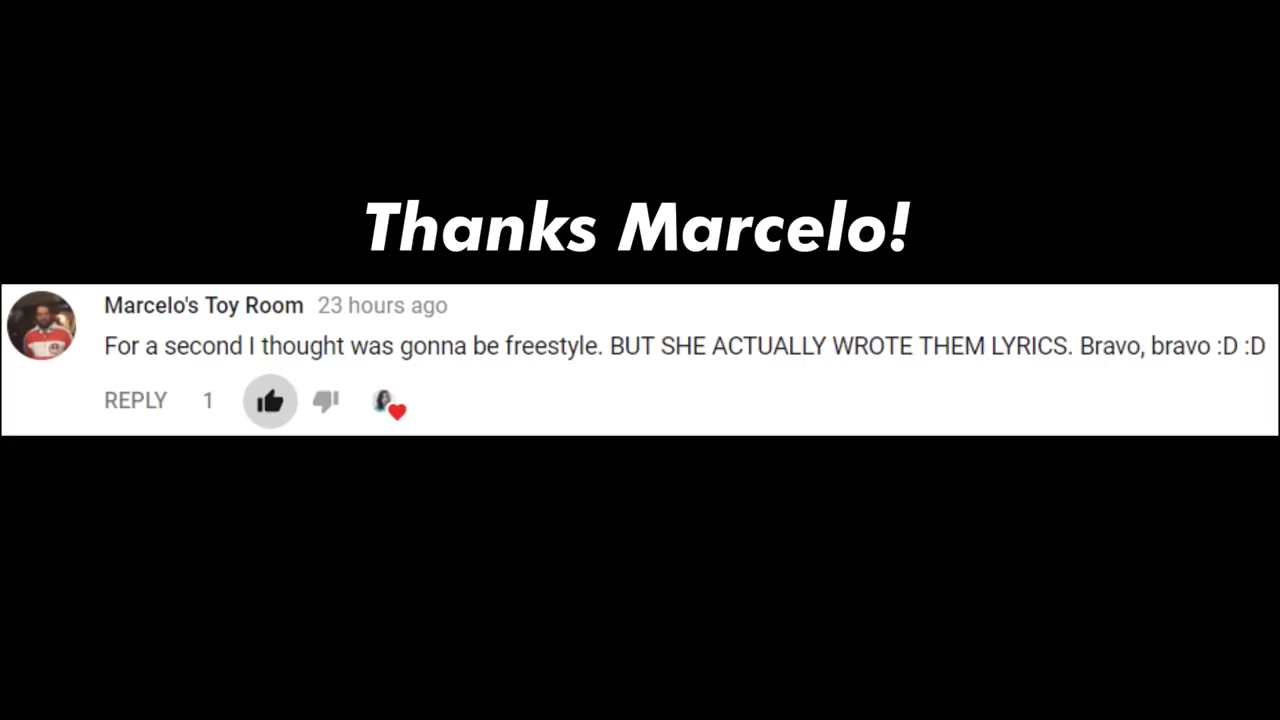 Thanks Marcelo!
Marcelo's Toy Room 23 hours ago
For a second I thought was gonna be freestyle. BUT SHE ACTUALLY WROTE THEM LYRICS. Bravo, bravo :D :D
REPLY 1